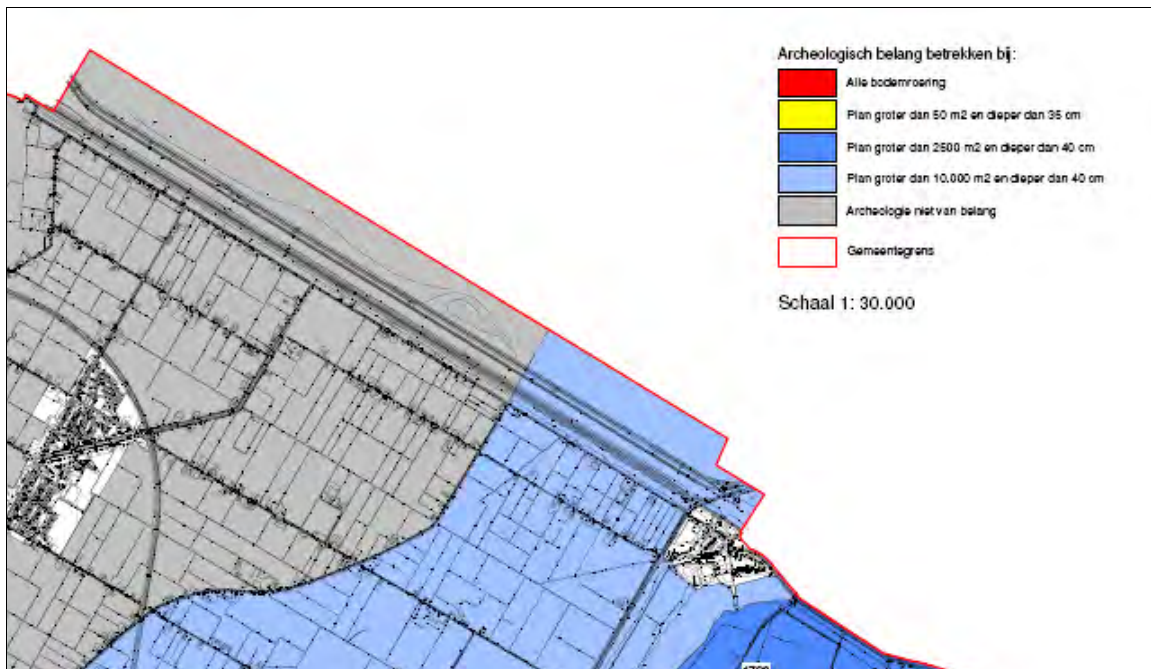 Archeologisch belang betrekken bij:
Alle bodemroering
Plan groter dan 50 m2 en dieper dan 35 cm
Plan groter dan 2500 m2 en dieper dan 40 cm
Plan groter dan 10.000 m2 en dieper dan 40 cm
Archeologie niet van belang
Gemeentegrens
Schaal 1: 30.000